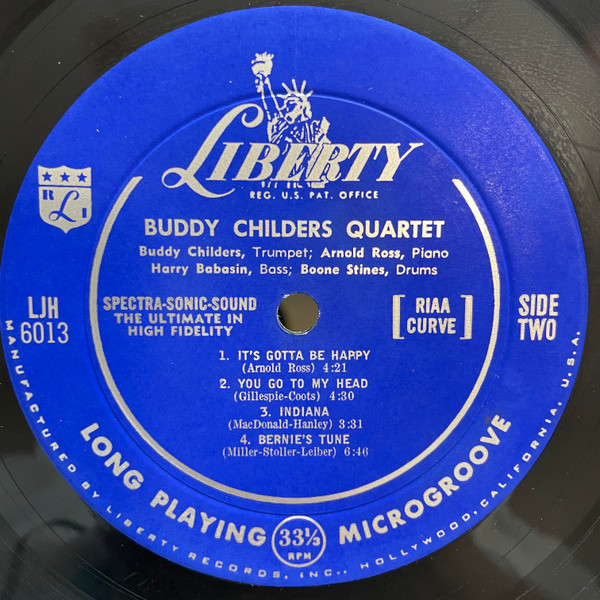 LIBERTY
REG. U.S. PAT. OFFICE
R L I
BUDDY CHILDERS QUARTET
Buddy Childers, Trumpet; Arnold Ross, Piano
Harry Babasin, Bass; Boone Stines, Drums
LJH
6013
SPECTRA-SONIC-SOUND
THE ULTIMATE IN
HIGH FIDELITY
[ RIAA
CURVE ]
SIDE
TWO
1. IT'S GOTTA BE HAPPY
(Arnold Ross) 4:21
2. YOU GO TO MY HEAD
(Gillespie-Coots) 4:30
3. INDIANA
(MacDonald-Hanley) 3:31
4. BERNIE'S TUNE
(Miller-Stoller-Leiber) 6:46
LONG PLAYING 33⅓ RPM MICROGROOVE
MANUFACTURED BY LIBERTY RECORDS, INC., HOLLYWOOD, CALIFORNIA, U.S.A.